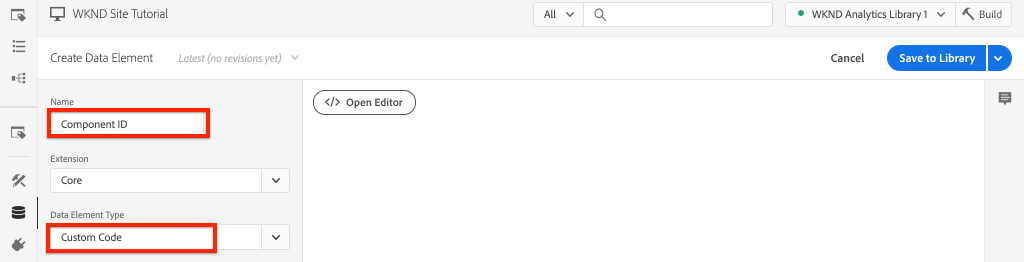 WKND Site Tutorial
All
WKND Analytics Library 1
Build
Create Data Element
Latest (no revisions yet)
Cancel
Save to Library
Name
Component ID
Extension
Core
Data Element Type
Custom Code
</> Open Editor